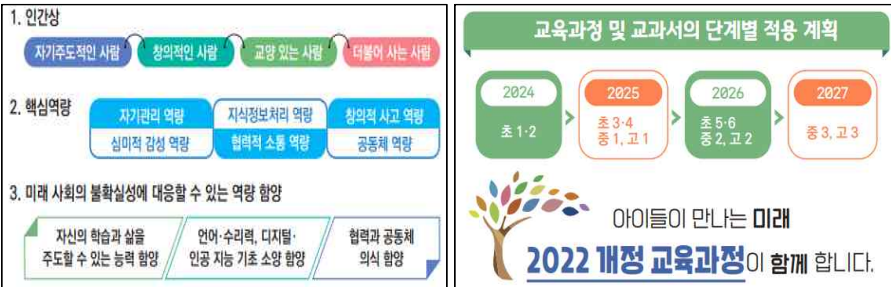 1. 인간상
자기주도적인 사람 창의적인 사람 교양 있는 사람 더불어 사는 사람
2. 핵심역량
자기관리 역량 지식정보처리 역량 창의적 사고 역량
심미적 감성 역량 협력적 소통 역량 공동체 역량
3. 미래 사회의 불확실성에 대응할 수 있는 역량 함양
자신의 학습과 삶을
주도할 수 있는 능력 함양
언어·수리력, 디지털·
인공 지능 기초 소양 함양
협력과 공동체
의식 함양
교육과정 및 교과서의 단계별 적용 계획
2024
초 1·2
2025
초 3·4
중 1, 고 1
2026
초 5·6
중 2, 고 2
2027
중 3, 고 3
아이들이 만나는 미래
2022 개정 교육과정이 함께 합니다.